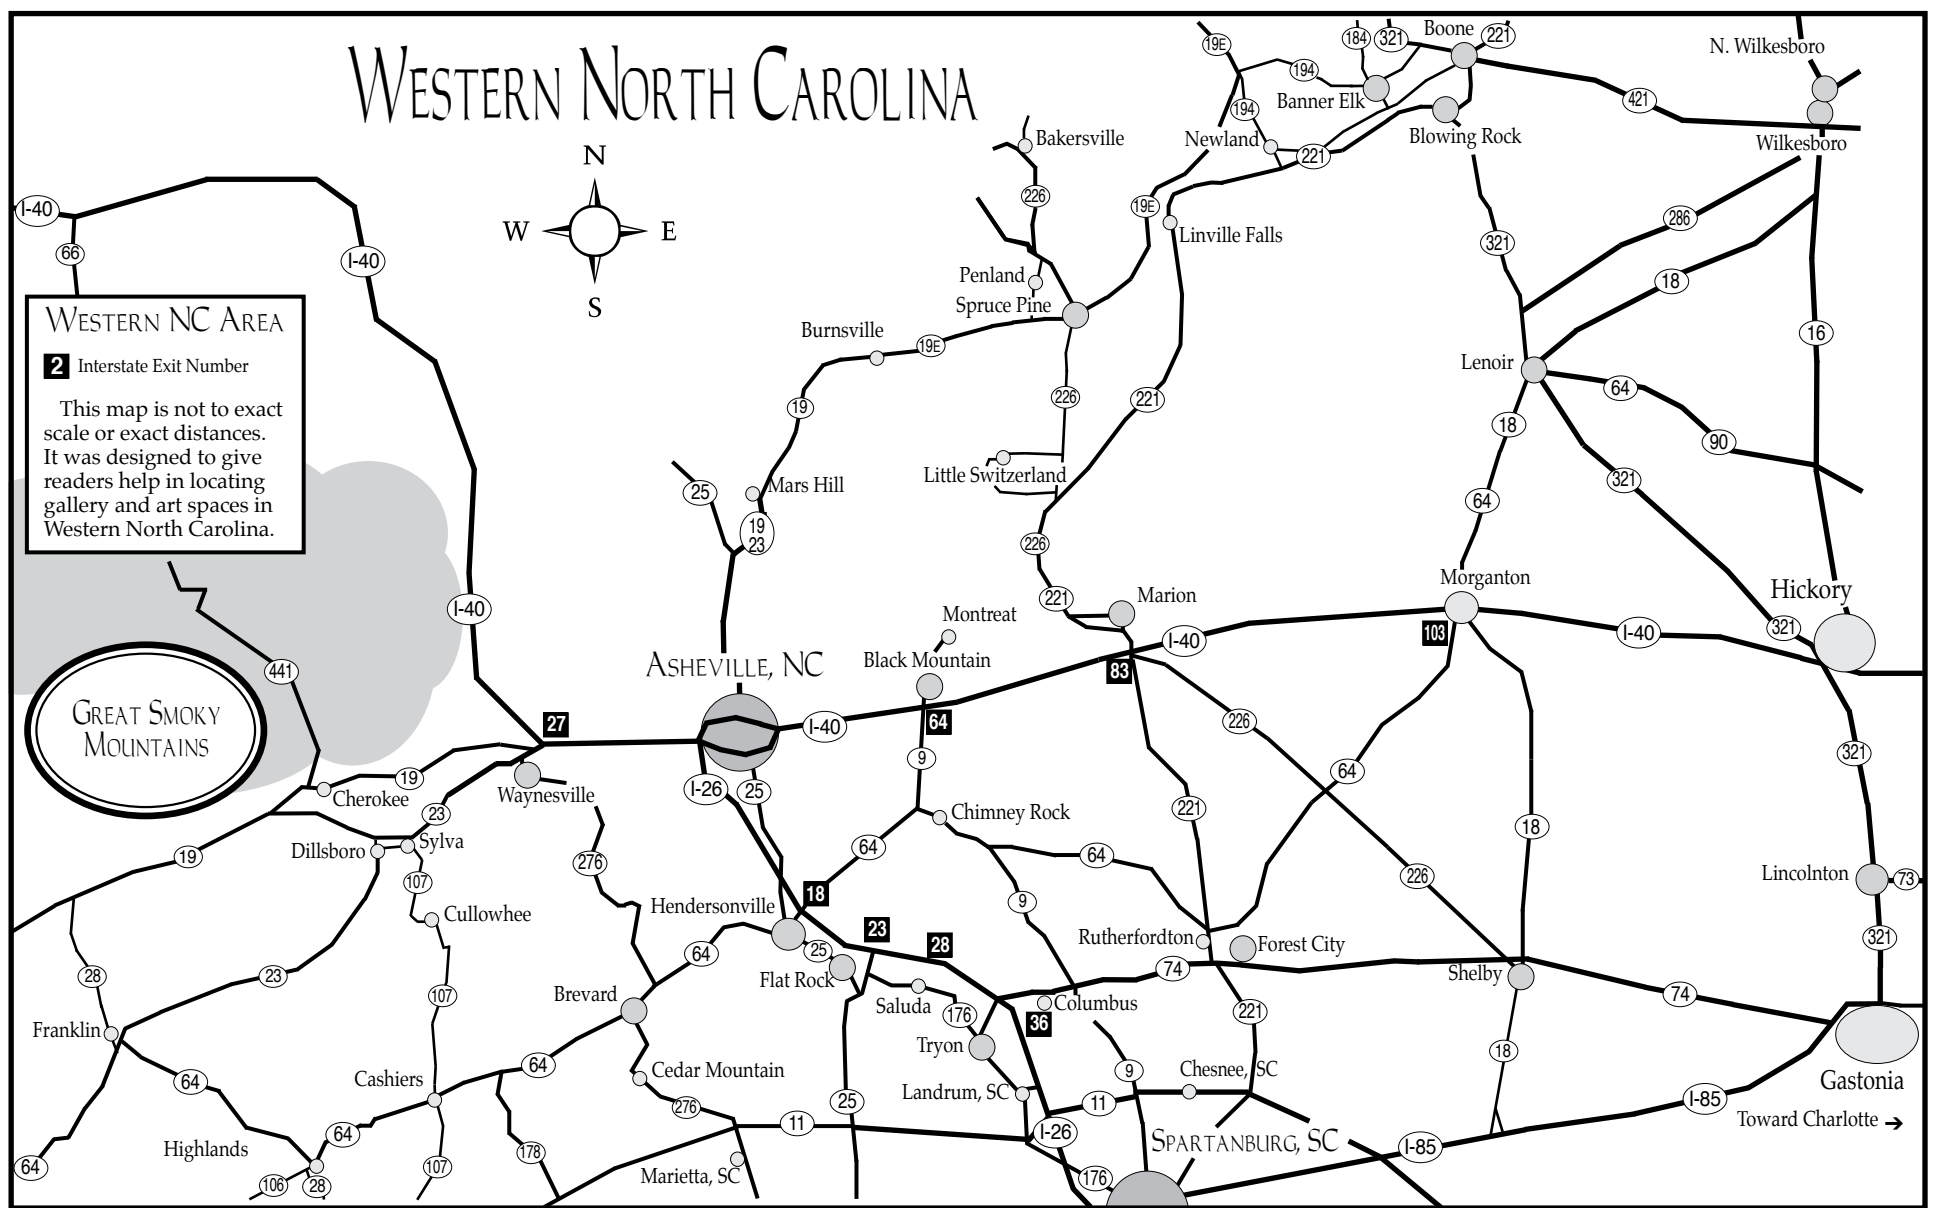 WESTERN NORTH CAROLINA
N
W
E
S
I-40
66
I-40
WESTERN NC AREA
2 Interstate Exit Number
This map is not to exact
scale or exact distances.
It was designed to give
readers help in locating
gallery and art spaces in
Western North Carolina.
GREAT SMOKY
MOUNTAINS
441
I-40
27
Cherokee
19
23
Waynesville
Dillsboro
Sylva
19
107
276
Cullowhee
28
23
107
Franklin
64
Cashiers
64
Highlands
64
64
106
28
107
178
19E
184
321
Boone
221
194
Banner Elk
194
Newland
221
Blowing Rock
421
N. Wilkesboro
Wilkesboro
Bakersville
226
19E
Linville Falls
Penland
Spruce Pine
Burnsville
19E
19
226
221
Little Switzerland
Mars Hill
25
19
23
226
221
Marion
321
286
18
16
Lenoir
64
18
90
321
64
Morganton
103
Hickory
321
I-40
I-40
83
Montreat
Black Mountain
64
ASHEVILLE, NC
I-40
9
I-26
25
Chimney Rock
64
64
221
226
64
18
226
321
Lincolnton
73
321
18
Hendersonville
25
64
Flat Rock
23
28
9
Rutherfordton
Forest City
74
Shelby
74
Brevard
Saluda
176
Columbus
36
Tryon
221
18
Cedar Mountain
276
Landrum, SC
9
Chesnee, SC
11
25
11
I-26
Marietta, SC
176
SPARTANBURG, SC
I-85
I-85
Gastonia
Toward Charlotte →